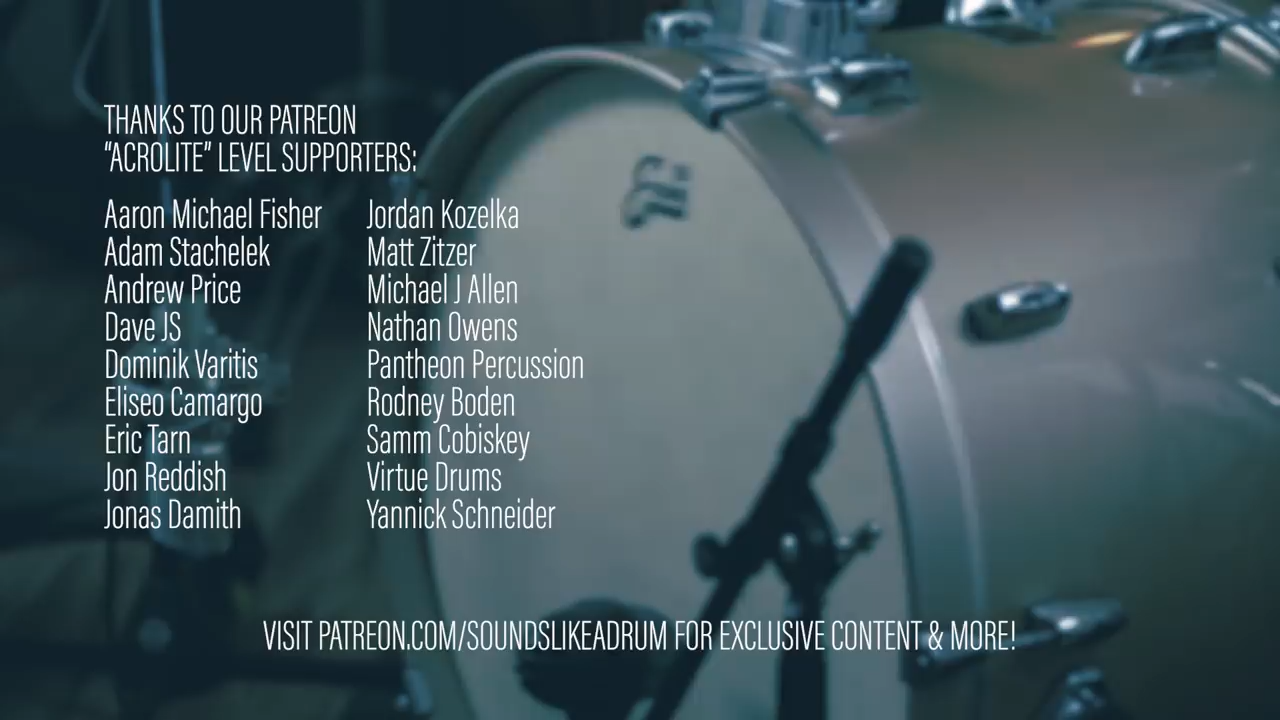 THANKS TO OUR PATREON
“ACROLITE” LEVEL SUPPORTERS:
Aaron Michael Fisher
Adam Stachelek
Andrew Price
Dave JS
Dominik Varitis
Eliseo Camargo
Eric Tarn
Jon Reddish
Jonas Damith
Jordan Kozelka
Matt Zitzer
Michael J Allen
Nathan Owens
Pantheon Percussion
Rodney Boden
Samm Cobiskey
Virtue Drums
Yannick Schneider
VISIT PATREON.COM/SOUNDSLIKEADRUM FOR EXCLUSIVE CONTENT & MORE!